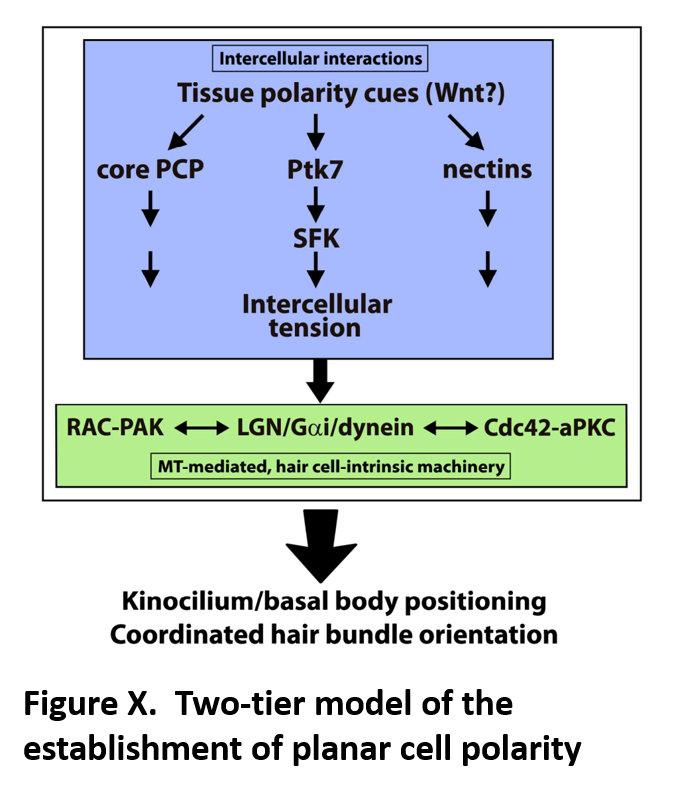 Intercellular interactions
Tissue polarity cues (Wnt?)
core PCP Ptk7 nectins
SFK
Intercellular
tension
RAC-PAK LGN/Gαi/dynein Cdc42-aPKC
MT-mediated, hair cell-intrinsic machinery
Kinocilium/basal body positioning
Coordinated hair bundle orientation
Figure X. Two-tier model of the
establishment of planar cell polarity